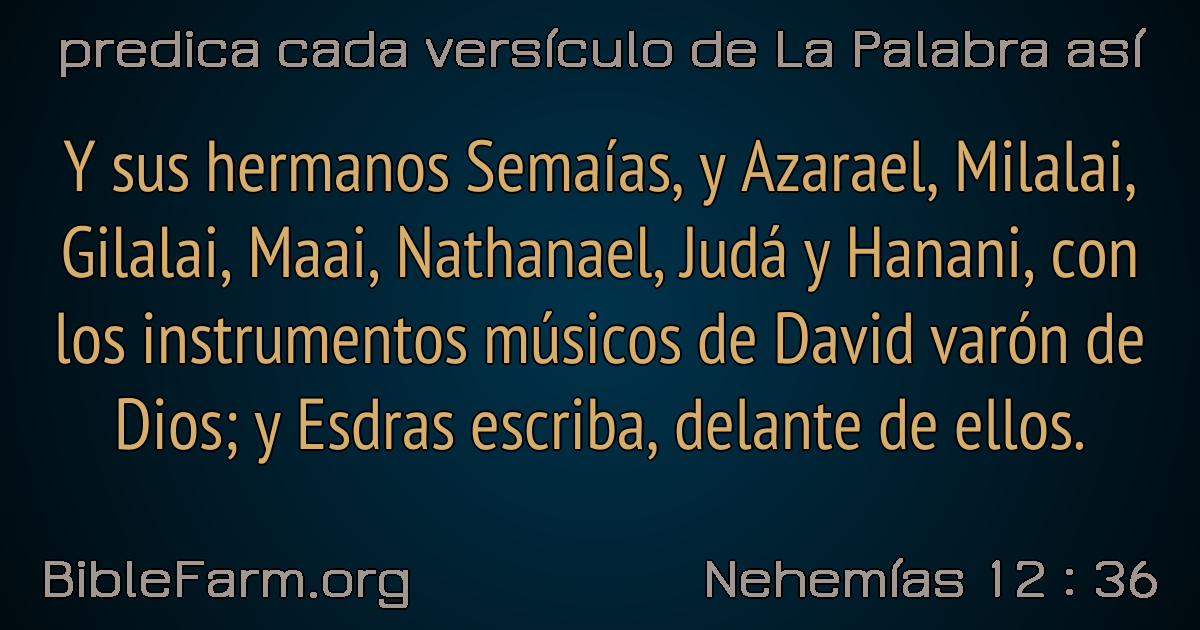 predica cada versículo de La Palabra así
Y sus hermanos Semaías, y Azarael, Milalai,
Gilalai, Maai, Nathanael, Judá y Hanani, con
los instrumentos músicos de David varón de
Dios; y Esdras escriba, delante de ellos.
BibleFarm.org
Nehemías 12 : 36